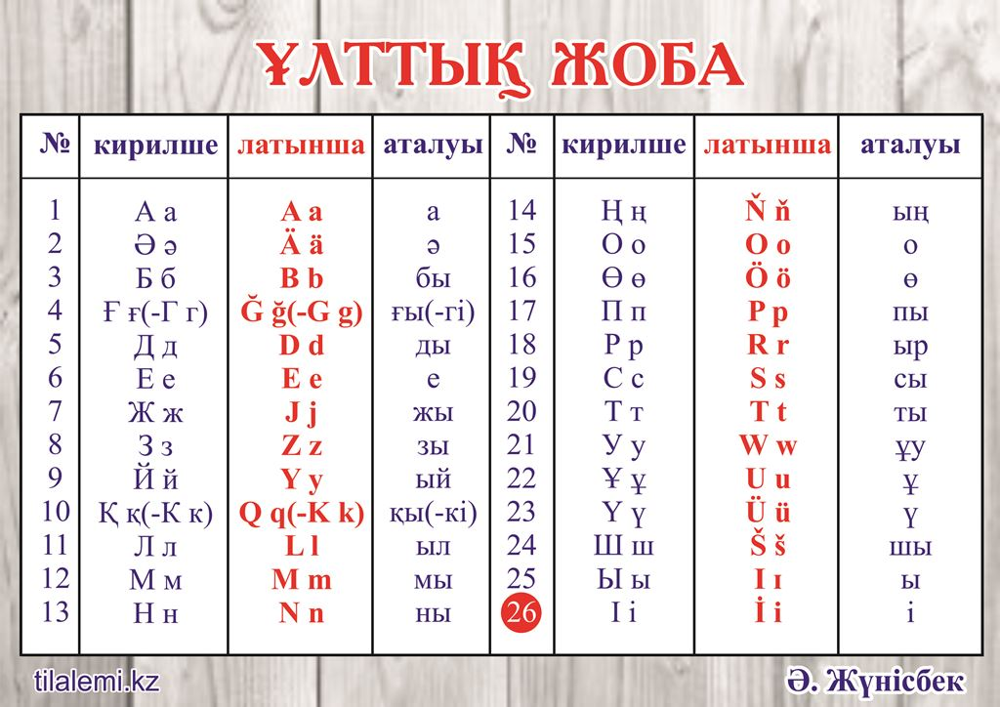 ҰЛТТЫҚ ЖОБА
№ кирилше латынша аталуы № кирилше латынша аталуы
1 А а A a а 14 Ң ң Ň ň ың
2 Ә ә Ä ä ә 15 О о O o о
3 Б б B b бы 16 Ө ө Ö ö ө
4 Ғ ғ(-Г г) Ğ ğ(-G g) ғы(-гі) 17 П п P p пы
5 Д д D d ды 18 Р р R r ыр
6 Е е E e е 19 С с S s сы
7 Ж ж J j жы 20 Т т T t ты
8 З з Z z зы 21 У у W w ұу
9 Й й Y y ый 22 Ұ ұ U u ұ
10 Қ қ(-К к) Q q(-K k) қы(-кі) 23 Ү ү Ü ü ү
11 Л л L l ыл 24 Ш ш Š š шы
12 М м M m мы 25 Ы ы I ı ы
13 Н н N n ны 26 І і İ i і
tilalemi.kz Ә. Жүнісбек